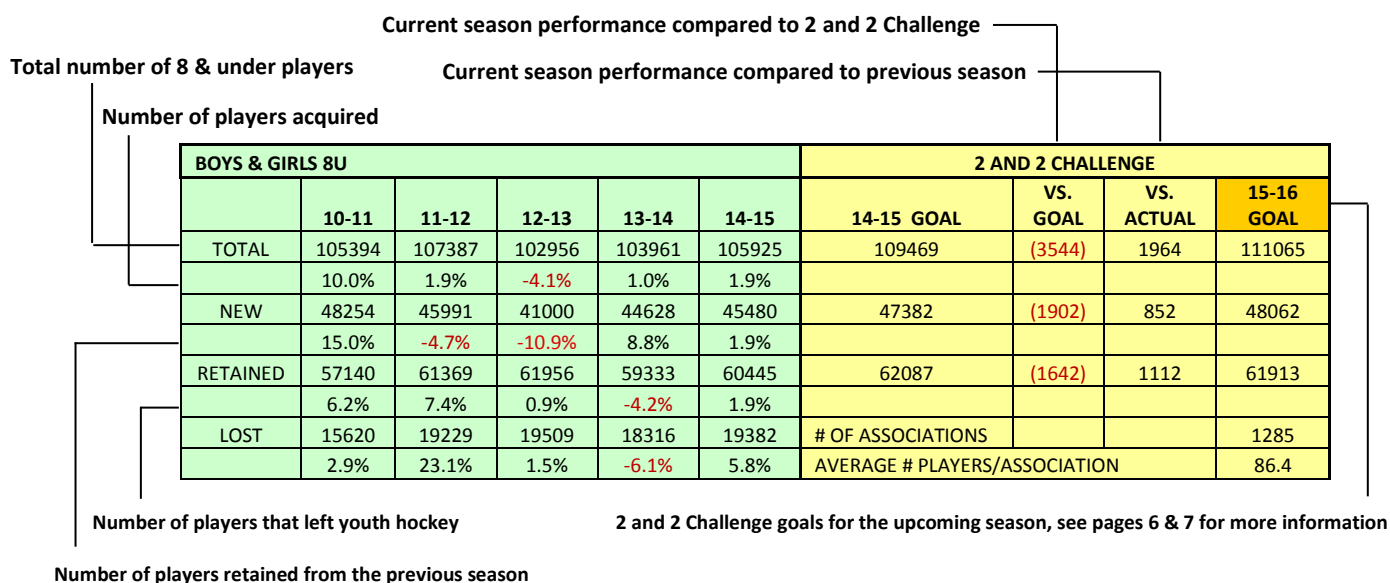 Current season performance compared to 2 and 2 Challenge
Total number of 8 & under players
Current season performance compared to previous season
Number of players acquired
BOYS & GIRLS 8U 2 AND 2 CHALLENGE
10-11 11-12 12-13 13-14 14-15 14-15 GOAL VS. GOAL VS. ACTUAL 15-16 GOAL
TOTAL 105394 107387 102956 103961 105925 109469 (3544) 1964 111065
10.0% 1.9% -4.1% 1.0% 1.9%
NEW 48254 45991 41000 44628 45480 47382 (1902) 852 48062
15.0% -4.7% -10.9% 8.8% 1.9%
RETAINED 57140 61369 61956 59333 60445 62087 (1642) 1112 61913
6.2% 7.4% 0.9% -4.2% 1.9%
LOST 15620 19229 19509 18316 19382 # OF ASSOCIATIONS 1285
2.9% 23.1% 1.5% -6.1% 5.8% AVERAGE # PLAYERS/ASSOCIATION 86.4
Number of players that left youth hockey
2 and 2 Challenge goals for the upcoming season, see pages 6 & 7 for more information
Number of players retained from the previous season